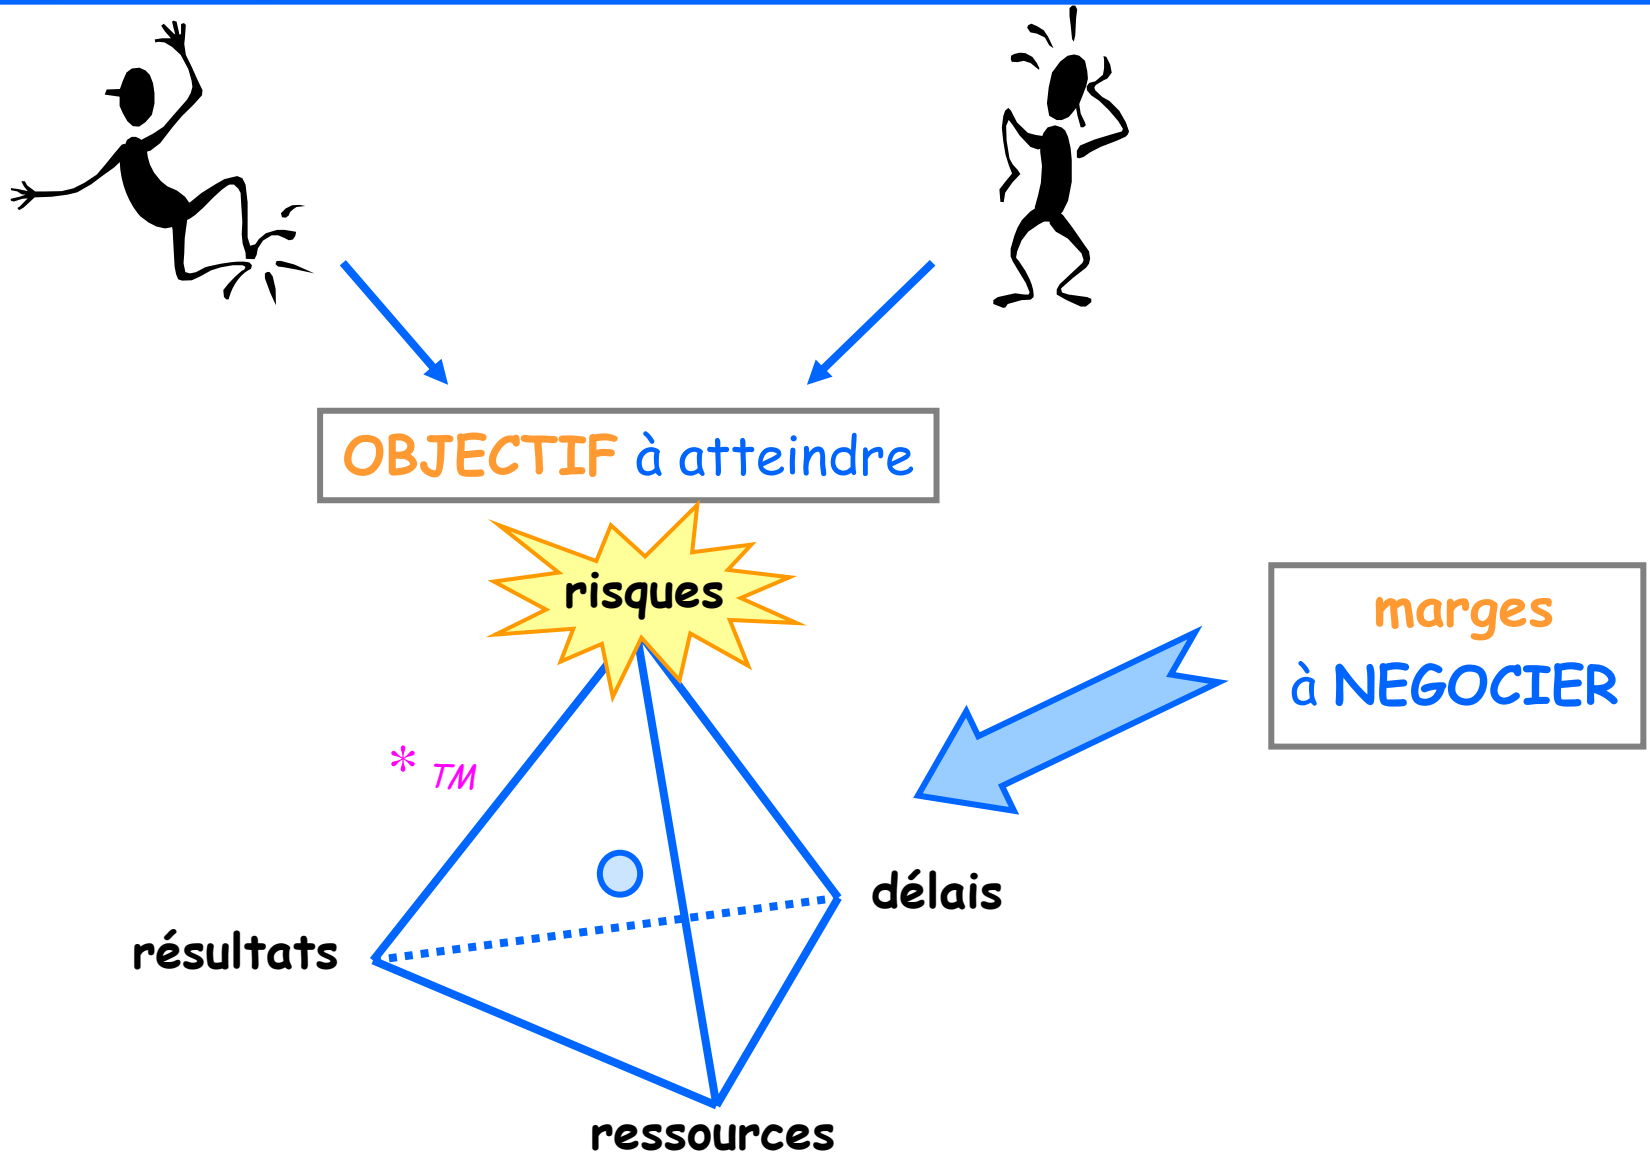 OBJECTIF à atteindre
risques
marges
à NEGOCIER
* TM
délais
résultats
ressources